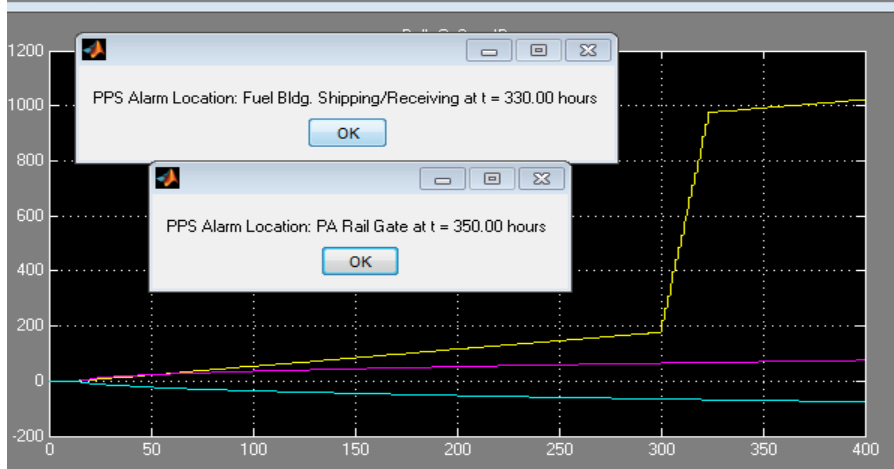 1200
PPS Alarm Location: Fuel Bldg. Shipping/Receiving at t = 330.00 hours
OK
1000
800
PPS Alarm Location: PA Rail Gate at t = 350.00 hours
OK
600
400
200
0
-200
0 50 100 150 200 250 300 350 400